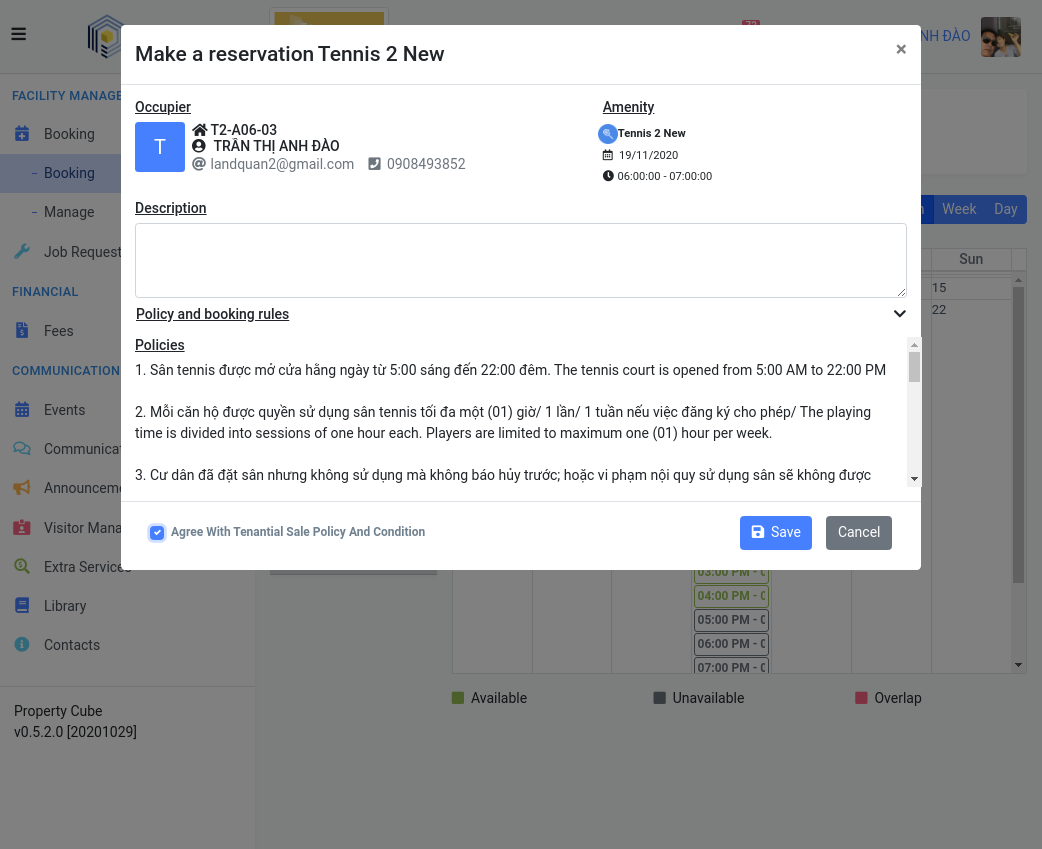 72
NH ĐÀO
Make a reservation Tennis 2 New
×
Occupier
T
T2-A06-03
TRẦN THỊ ANH ĐÀO
landquan2@gmail.com 0908493852
Amenity
Tennis 2 New
19/11/2020
06:00:00 - 07:00:00
Description
Policy and booking rules
Policies
1. Sân tennis được mở cửa hằng ngày từ 5:00 sáng đến 22:00 đêm. The tennis court is opened from 5:00 AM to 22:00 PM
2. Mỗi căn hộ được quyền sử dụng sân tennis tối đa một (01) giờ/ 1 lần/ 1 tuần nếu việc đăng ký cho phép/ The playing
time is divided into sessions of one hour each. Players are limited to maximum one (01) hour per week.
3. Cư dân đã đặt sân nhưng không sử dụng mà không báo hủy trước; hoặc vi phạm nội quy sử dụng sân sẽ không được
Agree With Tenantial Sale Policy And Condition
Save
Cancel
FACILITY MANAGE
Booking
Booking
Manage
Job Request
FINANCIAL
Fees
COMMUNICATION
Events
Communicat
Announceme
Visitor Mana
Extra Services
Library
Contacts
Property Cube
v0.5.2.0 [20201029]
Week
Day
Sun
15
22
03:00 PM - 0
04:00 PM - 0
05:00 PM - 0
06:00 PM - 0
07:00 PM - 0
Available
Unavailable
Overlap